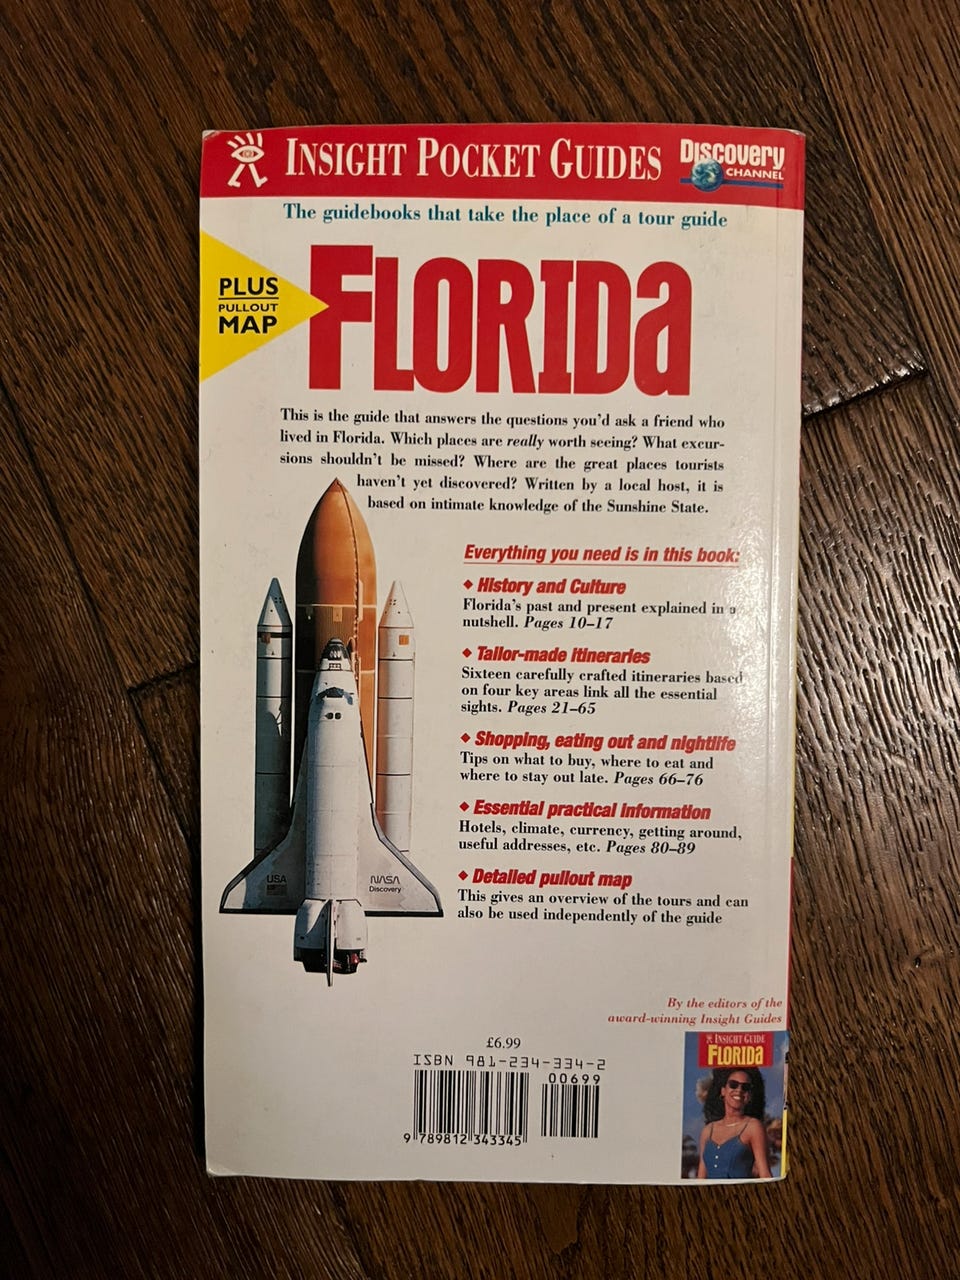 INSIGHT POCKET GUIDES
DISCOVERY
CHANNEL
The guidebooks that take the place of a tour guide
PLUS
PULLOUT
MAP
FLORIDA
This is the guide that answers the questions you'd ask a friend who
lived in Florida. Which places are really worth seeing? What excur-
sions shouldn't be missed? Where are the great places tourists
haven't yet discovered? Written by a local host, it is
based on intimate knowledge of the Sunshine State.
Everything you need is in this book:
◆ History and Culture
Florida's past and present explained in a
nutshell. Pages 10–17
◆ Tailor-made itineraries
Sixteen carefully crafted itineraries based
on four key areas link all the essential
sights. Pages 21–65
◆ Shopping, eating out and nightlife
Tips on what to buy, where to eat and
where to stay out late. Pages 66–76
◆ Essential practical information
Hotels, climate, currency, getting around,
useful addresses, etc. Pages 80–89
◆ Detailed pullout map
This gives an overview of the tours and can
also be used independently of the guide
USA
NASA
Discovery
By the editors of the
award-winning Insight Guides
INSIGHT GUIDE
FLORIDA
£6.99
ISBN 981-234-334-2
00699
9 789812 343345